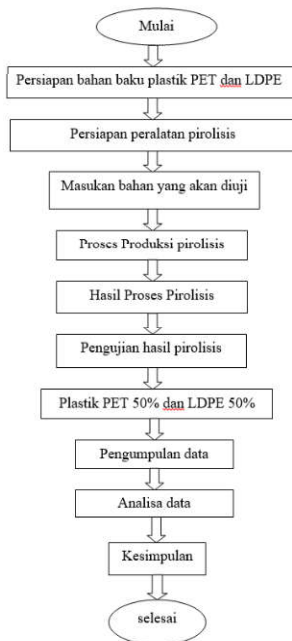 Mulai
Persiapan bahan baku plastik PET dan LDPE
Persiapan peralatan pirolisis
Masukan bahan yang akan diuji
Proses Produksi pirolisis
Hasil Proses Pirolisis
Pengujian hasil pirolisis
Plastik PET 50% dan LDPE 50%
Pengumpulan data
Analisa data
Kesimpulan
selesai